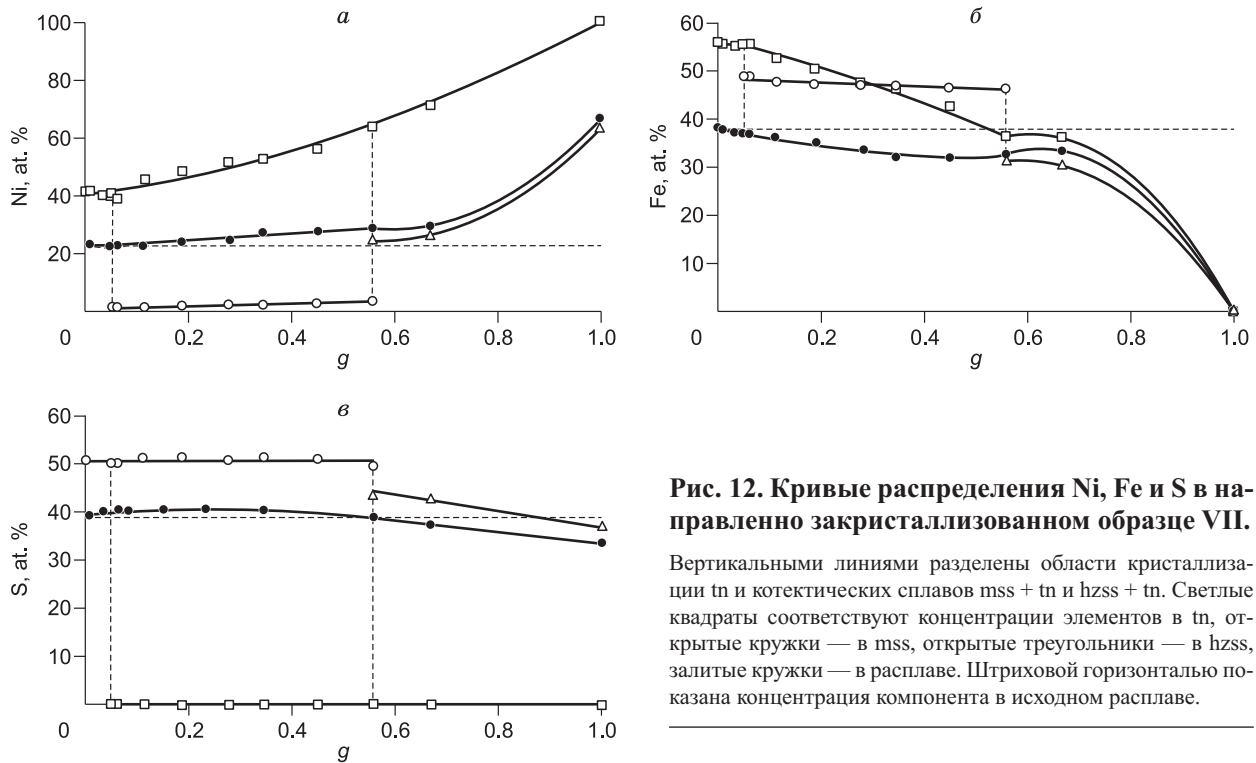 а
100
80
60
40
20
Ni, at. %
0
0.2
0.4
0.6
0.8
1.0
g
б
60
50
40
30
20
10
Fe, at. %
0
0.2
0.4
0.6
0.8
1.0
g
в
60
50
40
30
20
10
S, at. %
0
0.2
0.4
0.6
0.8
1.0
g
Рис. 12. Кривые распределения Ni, Fe и S в на-
правленно закристаллизованном образце VII.
Вертикальными линиями разделены области кристаллиза-
ции tn и котектических сплавов mss + tn и hzss + tn. Светлые
квадраты соответствуют концентрации элементов в tn, от-
крытые кружки — в mss, открытые треугольники — в hzss,
залитые кружки — в расплаве. Штриховой горизонталью по-
казана концентрация компонента в исходном расплаве.